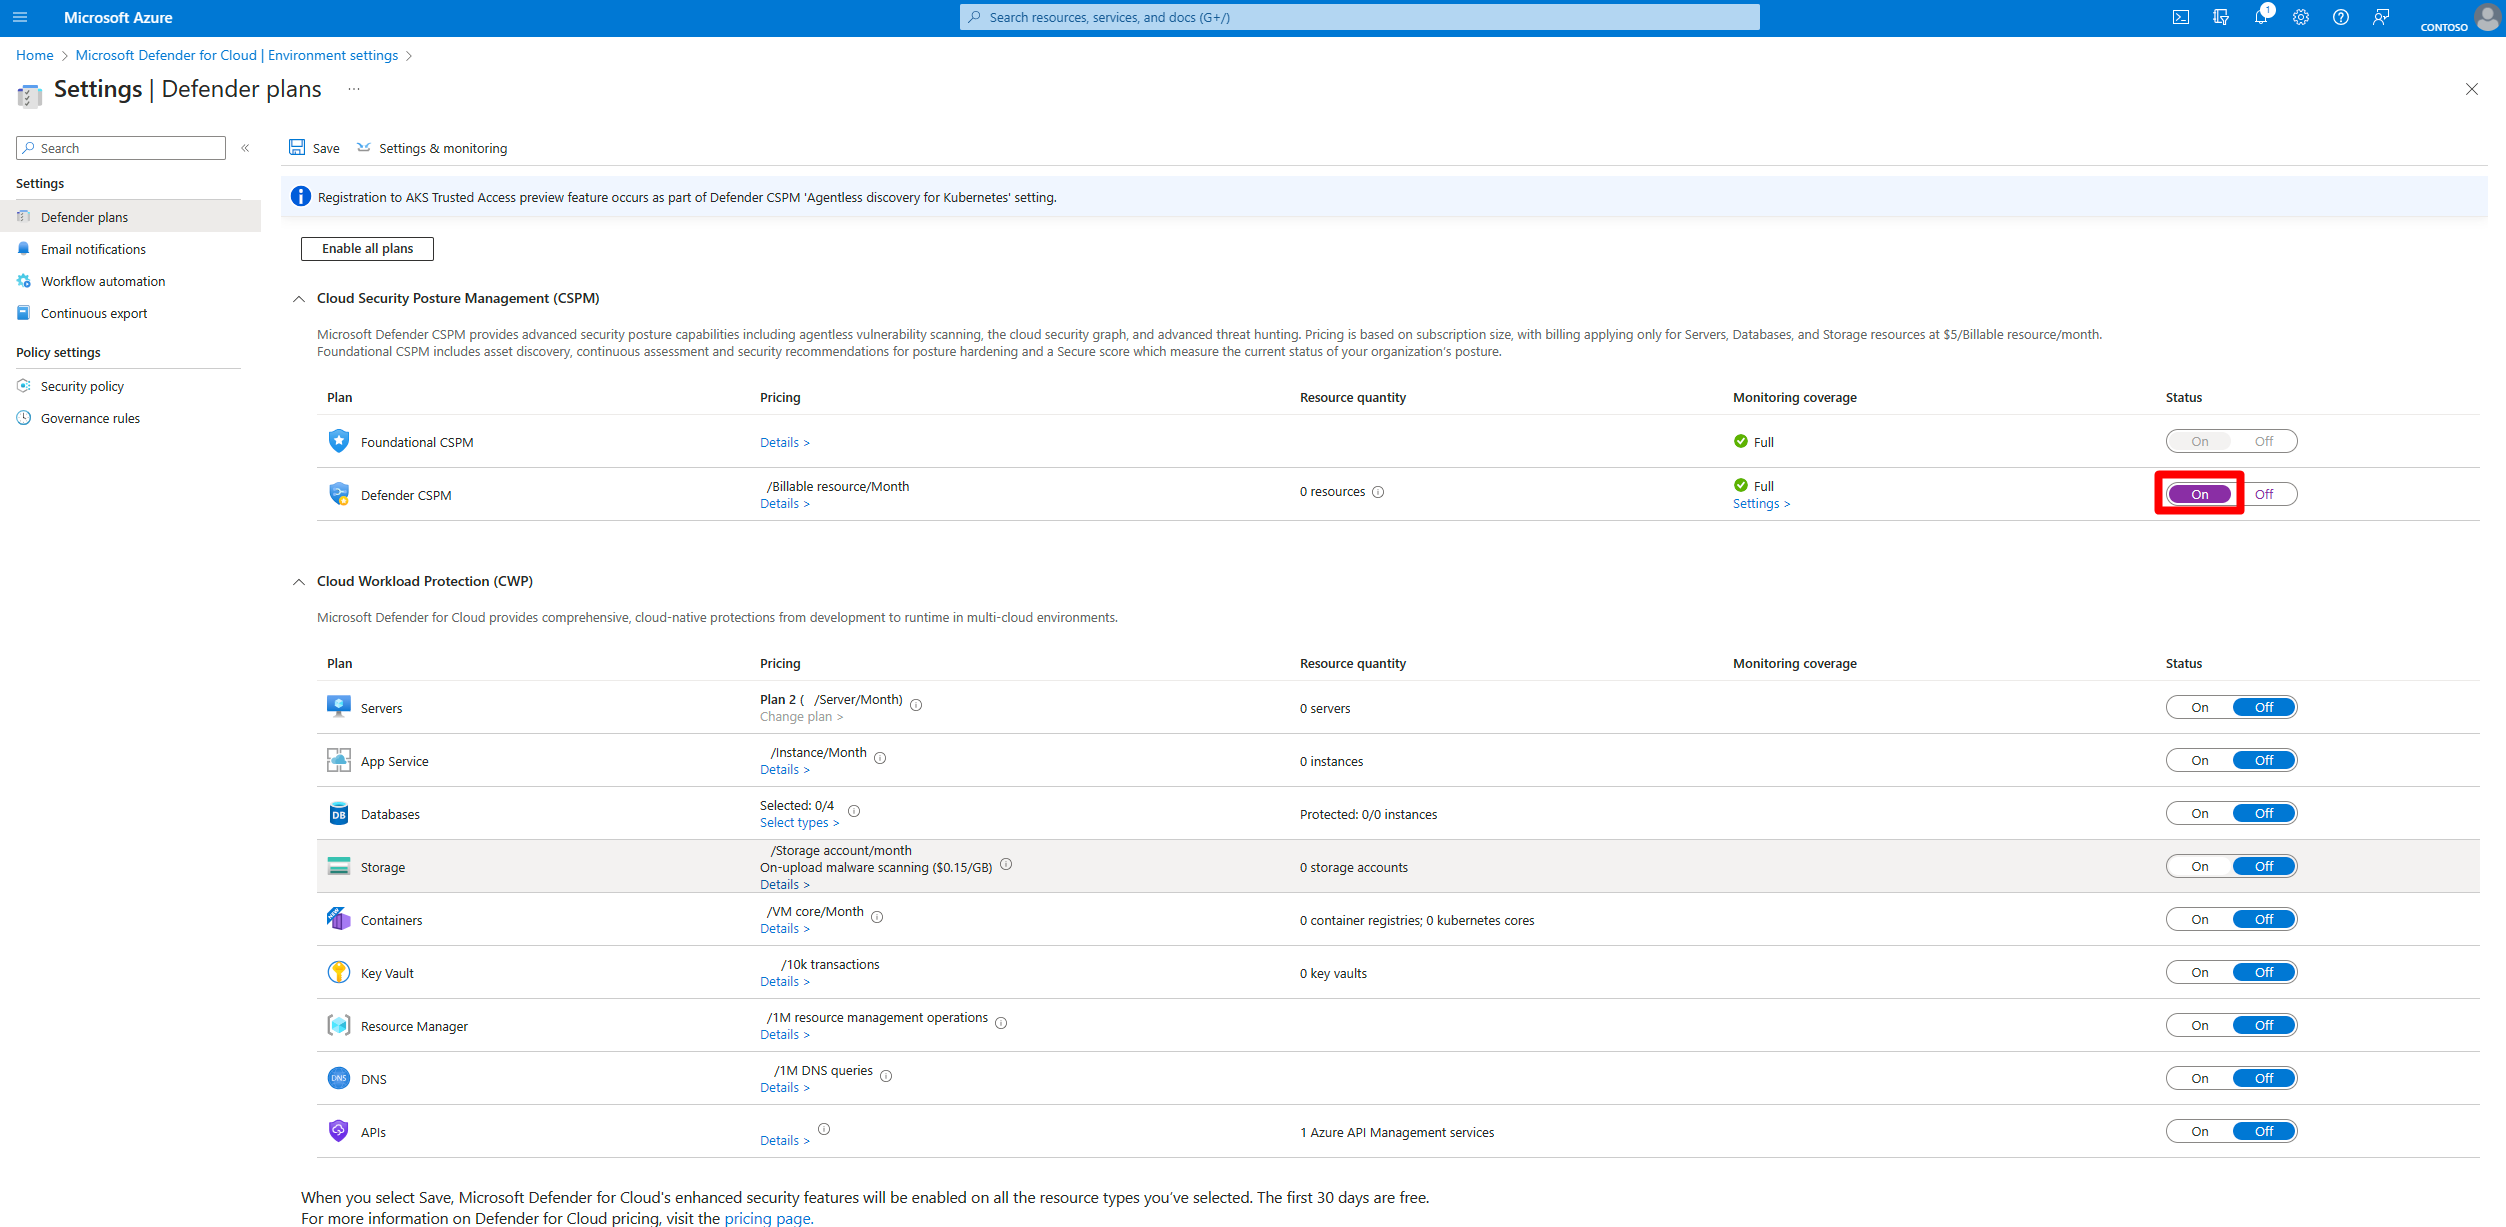 Microsoft Azure
Search resources, services, and docs (G+/)
1
CONTOSO
Home > Microsoft Defender for Cloud | Environment settings >
Settings | Defender plans ...
Search
«
Save
Settings & monitoring
Settings
Defender plans
Email notifications
Workflow automation
Continuous export
Policy settings
Security policy
Governance rules
Registration to AKS Trusted Access preview feature occurs as part of Defender CSPM 'Agentless discovery for Kubernetes' setting.
Enable all plans
Cloud Security Posture Management (CSPM)
Microsoft Defender CSPM provides advanced security posture capabilities including agentless vulnerability scanning, the cloud security graph, and advanced threat hunting. Pricing is based on subscription size, with billing applying only for Servers, Databases, and Storage resources at $5/Billable resource/month.
Foundational CSPM includes asset discovery, continuous assessment and security recommendations for posture hardening and a Secure score which measure the current status of your organization's posture.
Plan Pricing Resource quantity Monitoring coverage Status
Foundational CSPM Details > Full On Off
Defender CSPM /Billable resource/Month 0 resources Full On Off
Details > Settings >
Cloud Workload Protection (CWP)
Microsoft Defender for Cloud provides comprehensive, cloud-native protections from development to runtime in multi-cloud environments.
Plan Pricing Resource quantity Monitoring coverage Status
Servers Plan 2 ( /Server/Month) 0 servers On Off
Change plan >
App Service /Instance/Month 0 instances On Off
Details >
Databases Selected: 0/4 Protected: 0/0 instances On Off
DB
Select types >
Storage /Storage account/month 0 storage accounts On Off
On-upload malware scanning ($0.15/GB)
Details >
Containers /VM core/Month 0 container registries; 0 kubernetes cores On Off
Details >
Key Vault /10k transactions 0 key vaults On Off
Details >
Resource Manager /1M resource management operations On Off
Details >
DNS DNS /1M DNS queries On Off
Details >
APIs Details > 1 Azure API Management services On Off
When you select Save, Microsoft Defender for Cloud's enhanced security features will be enabled on all the resource types you've selected. The first 30 days are free.
For more information on Defender for Cloud pricing, visit the pricing page.